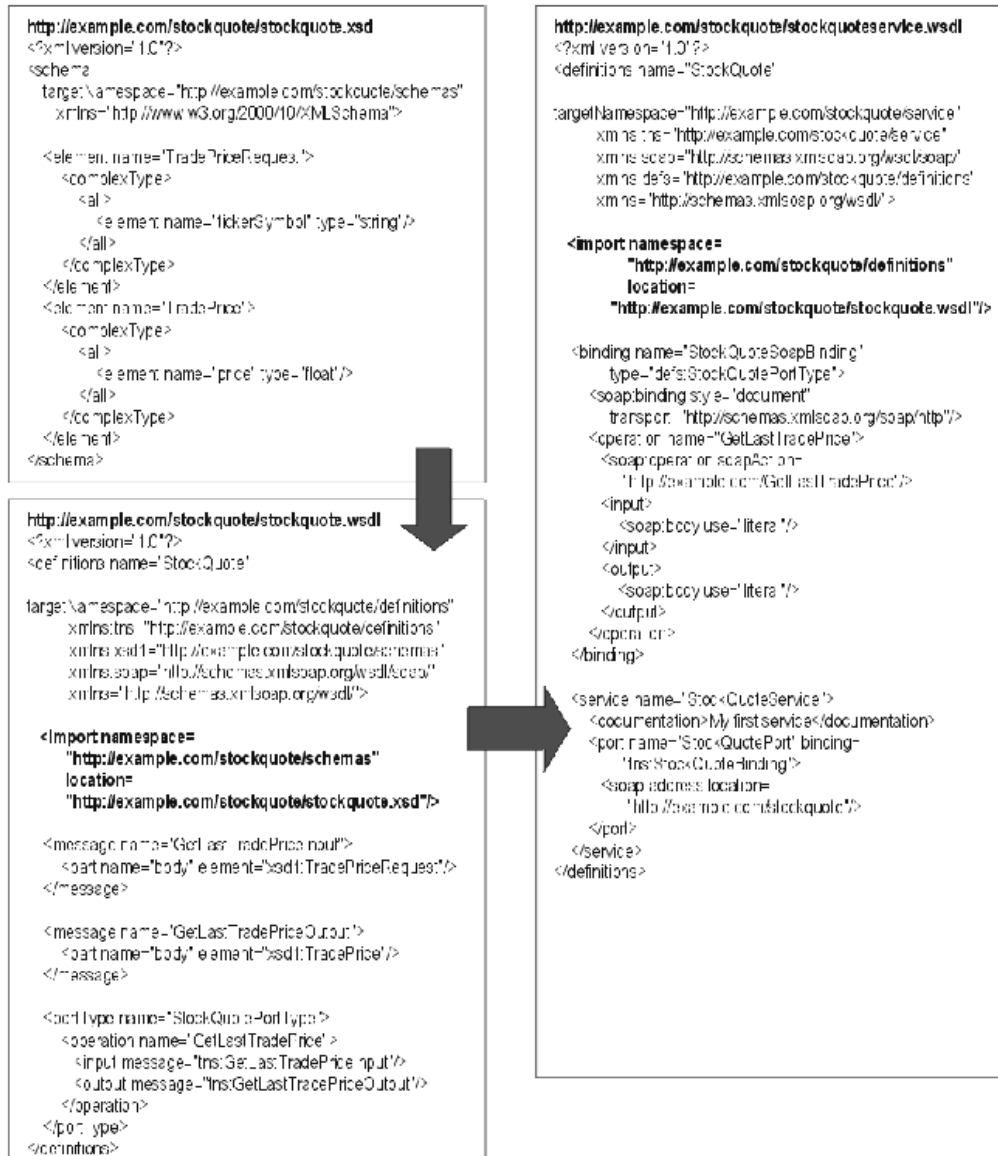 http://example.com/stockquote/stockquote.xsd
<?xml version="1.0"?>
<schema
targetNamespace="http://example.com/stockquote/schemas"
xmlns="http://www.w3.org/2000/10/XMLSchema">
<element name="TradePriceRequest">
<complexType>
<all>
<element name="tickerSymbol" type="string"/>
</all>
</complexType>
</element>
<element name="TradePrice">
<complexType>
<all>
<element name="price" type="float"/>
</all>
</complexType>
</element>
</schema>
http://example.com/stockquote/stockquote.wsdl
<?xml version="1.0"?>
<definitions name="StockQuote"
targetNamespace="http://example.com/stockquote/definitions"
xmlns:tns="http://example.com/stockquote/definitions"
xmlns:xsd1="http://example.com/stockquote/schemas"
xmlns:soap="http://schemas.xmlsoap.org/wsdl/soap/"
xmlns="http://schemas.xmlsoap.org/wsdl/">
<import namespace=
"http://example.com/stockquote/schemas"
location=
"http://example.com/stockquote/stockquote.xsd"/>
<message name="GetLastTradePriceInput">
<part name="body" element="xsd1:TradePriceRequest"/>
</message>
<message name="GetLastTradePriceOutput">
<part name="body" element="xsd1:TradePrice"/>
</message>
<portType name="StockQuotePortType">
<operation name="GetLastTradePrice">
<input message="tns:GetLastTradePriceInput"/>
<output message="tns:GetLastTradePriceOutput"/>
</operation>
</portType>
</definitions>
http://example.com/stockquote/stockquoteservice.wsdl
<?xml version="1.0"?>
<definitions name="StockQuote"
targetNamespace="http://example.com/stockquote/service"
xmlns:tns="http://example.com/stockquote/service"
xmlns:soap="http://schemas.xmlsoap.org/wsdl/soap/"
xmlns:defs="http://example.com/stockquote/definitions"
xmlns="http://schemas.xmlsoap.org/wsdl/">
<import namespace=
"http://example.com/stockquote/definitions"
location=
"http://example.com/stockquote/stockquote.wsdl"/>
<binding name="StockQuoteSoapBinding"
type="defs:StockQuotePortType">
<soap:binding style="document"
transport="http://schemas.xmlsoap.org/soap/http"/>
<operation name="GetLastTradePrice">
<soap:operation soapAction=
"http://example.com/GetLastTradePrice"/>
<input>
<soap:body use="literal"/>
</input>
<output>
<soap:body use="literal"/>
</output>
</operation>
</binding>
<service name="StockQuoteService">
<documentation>My first service</documentation>
<port name="StockQuotePort" binding=
"tns:StockQuoteBinding">
<soap:address location=
"http://example.com/stockquote"/>
</port>
</service>
</definitions>